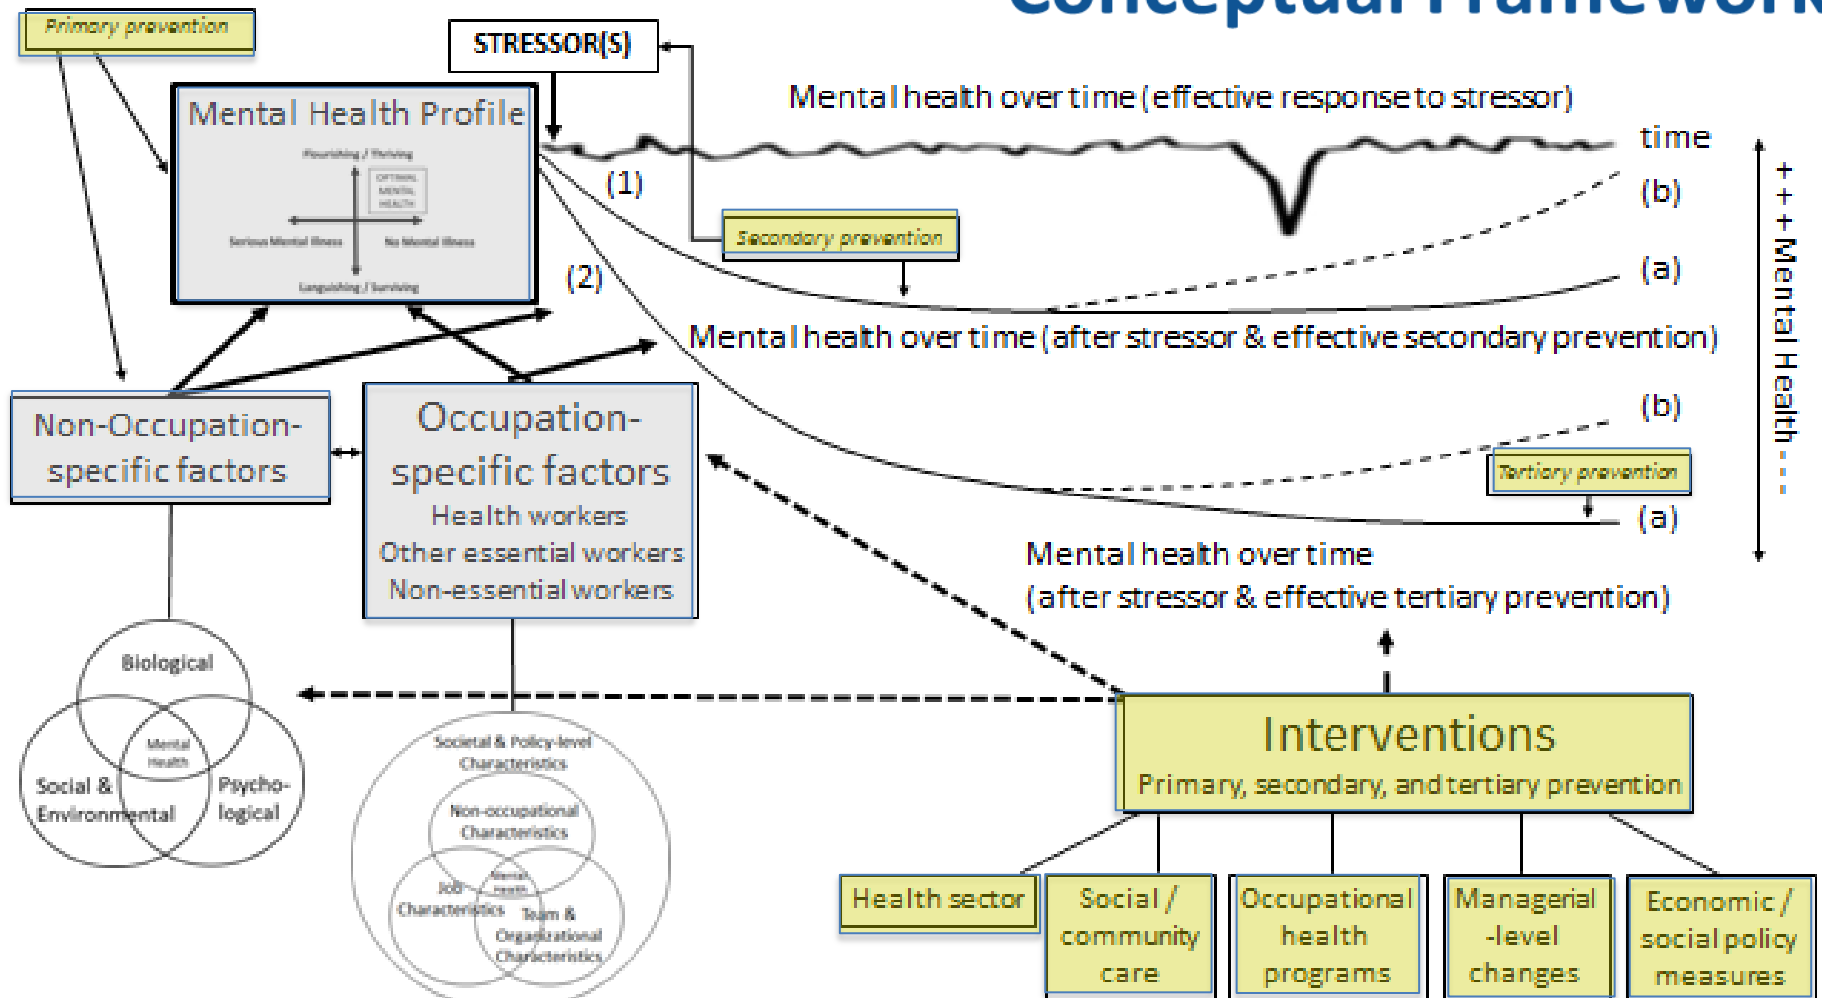 Conceptual Framework
Primary prevention
STRESSOR(S)
Mental Health Profile
Flourishing / Thriving
OPTIMAL
MENTAL
HEALTH
Serious Mental Illness
No Mental Illness
Languishing / Surviving
Mental health over time (effective response to stressor)
time
(1)
(b)
Secondary prevention
(2)
(a)
+ + + Mental Health - - -
Mental health over time (after stressor & effective secondary prevention)
Non-Occupation-
specific factors
Occupation-
specific factors
Health workers
Other essential workers
Non-essential workers
(b)
Tertiary prevention
(a)
Mental health over time
(after stressor & effective tertiary prevention)
Biological
Mental
Health
Social &
Environmental
Psycho-
logical
Societal & Policy-level
Characteristics
Non-occupational
Characteristics
Mental
Health
Job
Characteristics
Team &
Organizational
Characteristics
Interventions
Primary, secondary, and tertiary prevention
Health sector
Social /
community
care
Occupational
health
programs
Managerial
-level
changes
Economic /
social policy
measures